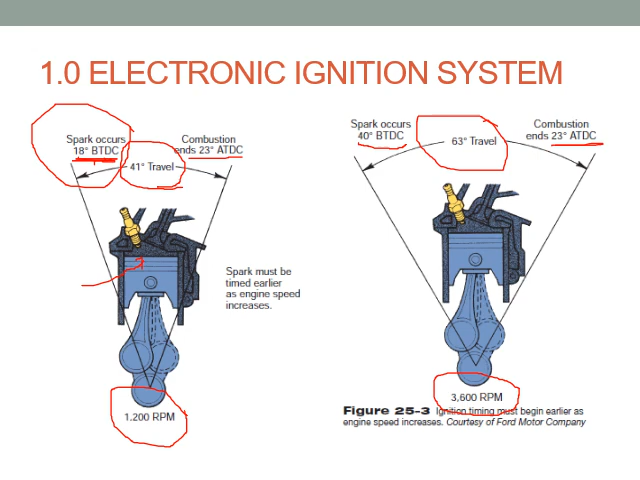 1.0 ELECTRONIC IGNITION SYSTEM
Spark occurs
18° BTDC
41° Travel
Combustion
ends 23° ATDC
Spark must be
timed earlier
as engine speed
increases.
1.200 RPM
Spark occurs
40° BTDC
63° Travel
Combustion
ends 23° ATDC
3,600 RPM
Figure 25-3 Ignition timing must begin earlier as
engine speed increases. Courtesy of Ford Motor Company